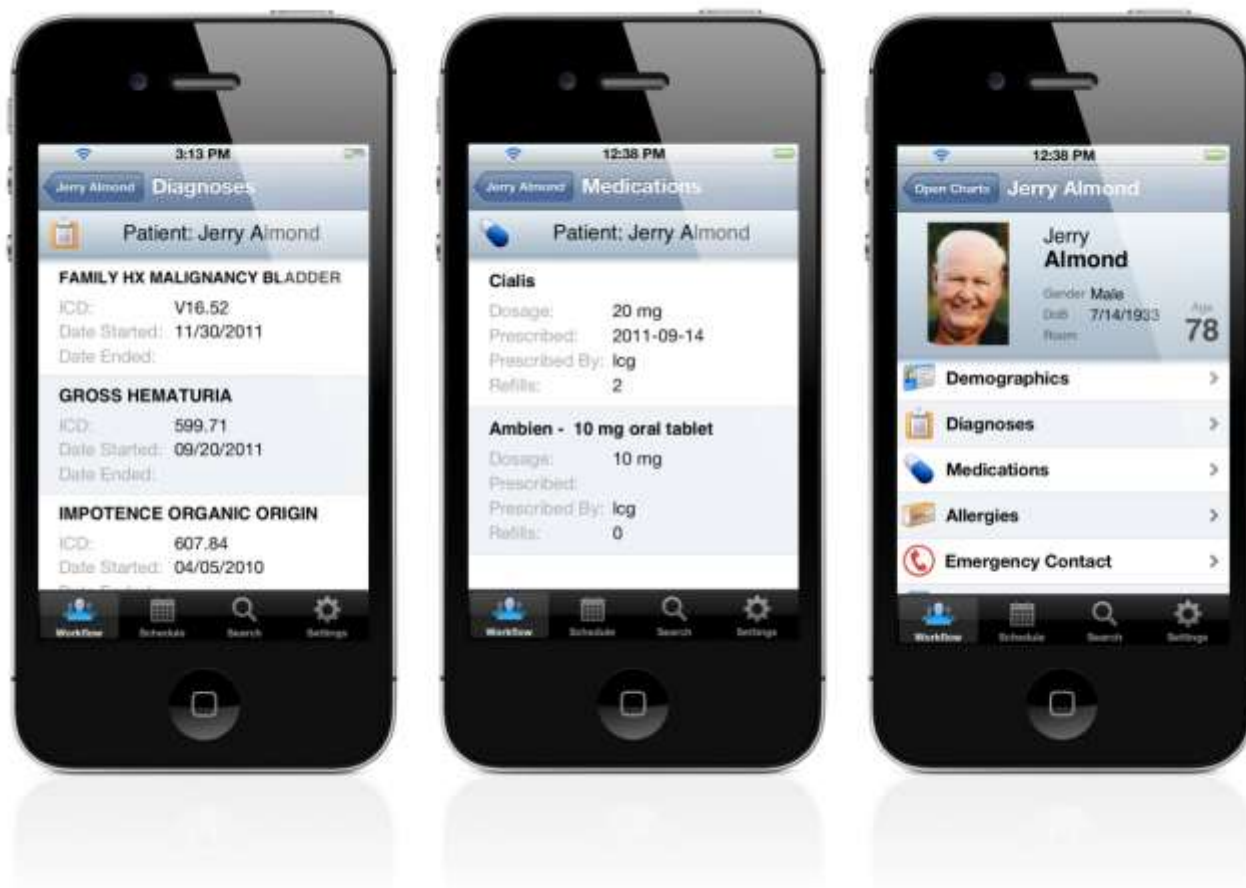 3:13 PM
Jerry Almond Diagnoses
Patient: Jerry Almond
FAMILY HX MALIGNANCY BLADDER
ICD: V16.52
Date Started: 11/30/2011
Date Ended:
GROSS HEMATURIA
ICD: 599.71
Date Started: 09/20/2011
Date Ended:
IMPOTENCE ORGANIC ORIGIN
ICD: 607.84
Date Started: 04/05/2010
Workflow Schedule Search Settings
12:38 PM
Jerry Almond Medications
Patient: Jerry Almond
Cialis
Dosage: 20 mg
Prescribed: 2011-09-14
Prescribed By: lcg
Refills: 2
Ambien - 10 mg oral tablet
Dosage: 10 mg
Prescribed:
Prescribed By: lcg
Refills: 0
Workflow Schedule Search Settings
12:38 PM
Open Charts Jerry Almond
Jerry
Almond
Gender Male
DoB 7/14/1933
Room
Age
78
Demographics
Diagnoses
Medications
Allergies
Emergency Contact
Workflow Schedule Search Settings